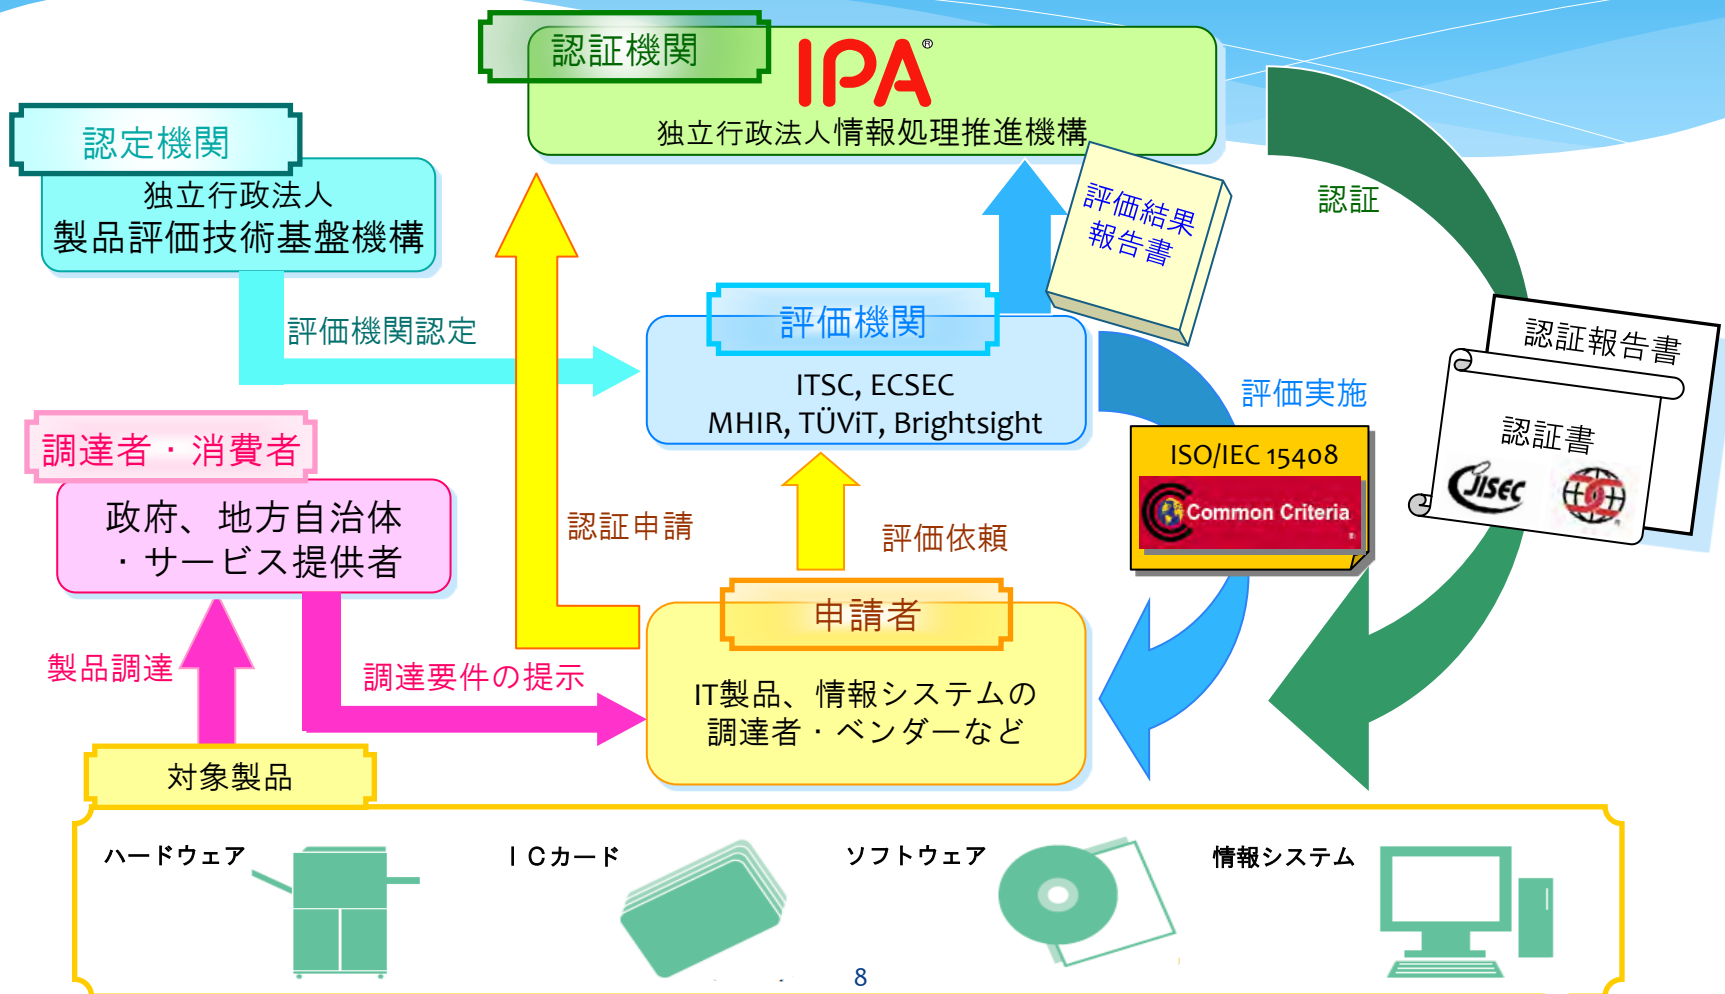 認証機関
IPA®
独立行政法人情報処理推進機構
認定機関
独立行政法人
製品評価技術基盤機構
評価結果
報告書
認証
評価機関認定
評価機関
ITSC, ECSEC
MHIR, TÜViT, Brightsight
評価実施
認証報告書
認証書
JISEC
ISO/IEC 15408
Common Criteria
調達者・消費者
政府、地方自治体
・サービス提供者
認証申請
評価依頼
申請者
IT製品、情報システムの
調達者・ベンダーなど
製品調達
調達要件の提示
対象製品
ハードウェア
ＩＣカード
ソフトウェア
情報システム
8